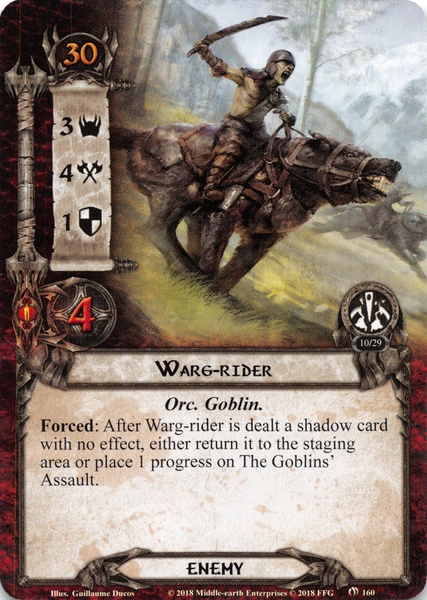 30
3
4
1
4
10/29
Warg-rider
Orc. Goblin.
Forced: After Warg-rider is dealt a shadow card
with no effect, either return it to the staging
area or place 1 progress on The Goblins'
Assault.
ENEMY
Illus. Guillaume Ducos © 2018 Middle-earth Enterprises © 2018 FFG 160